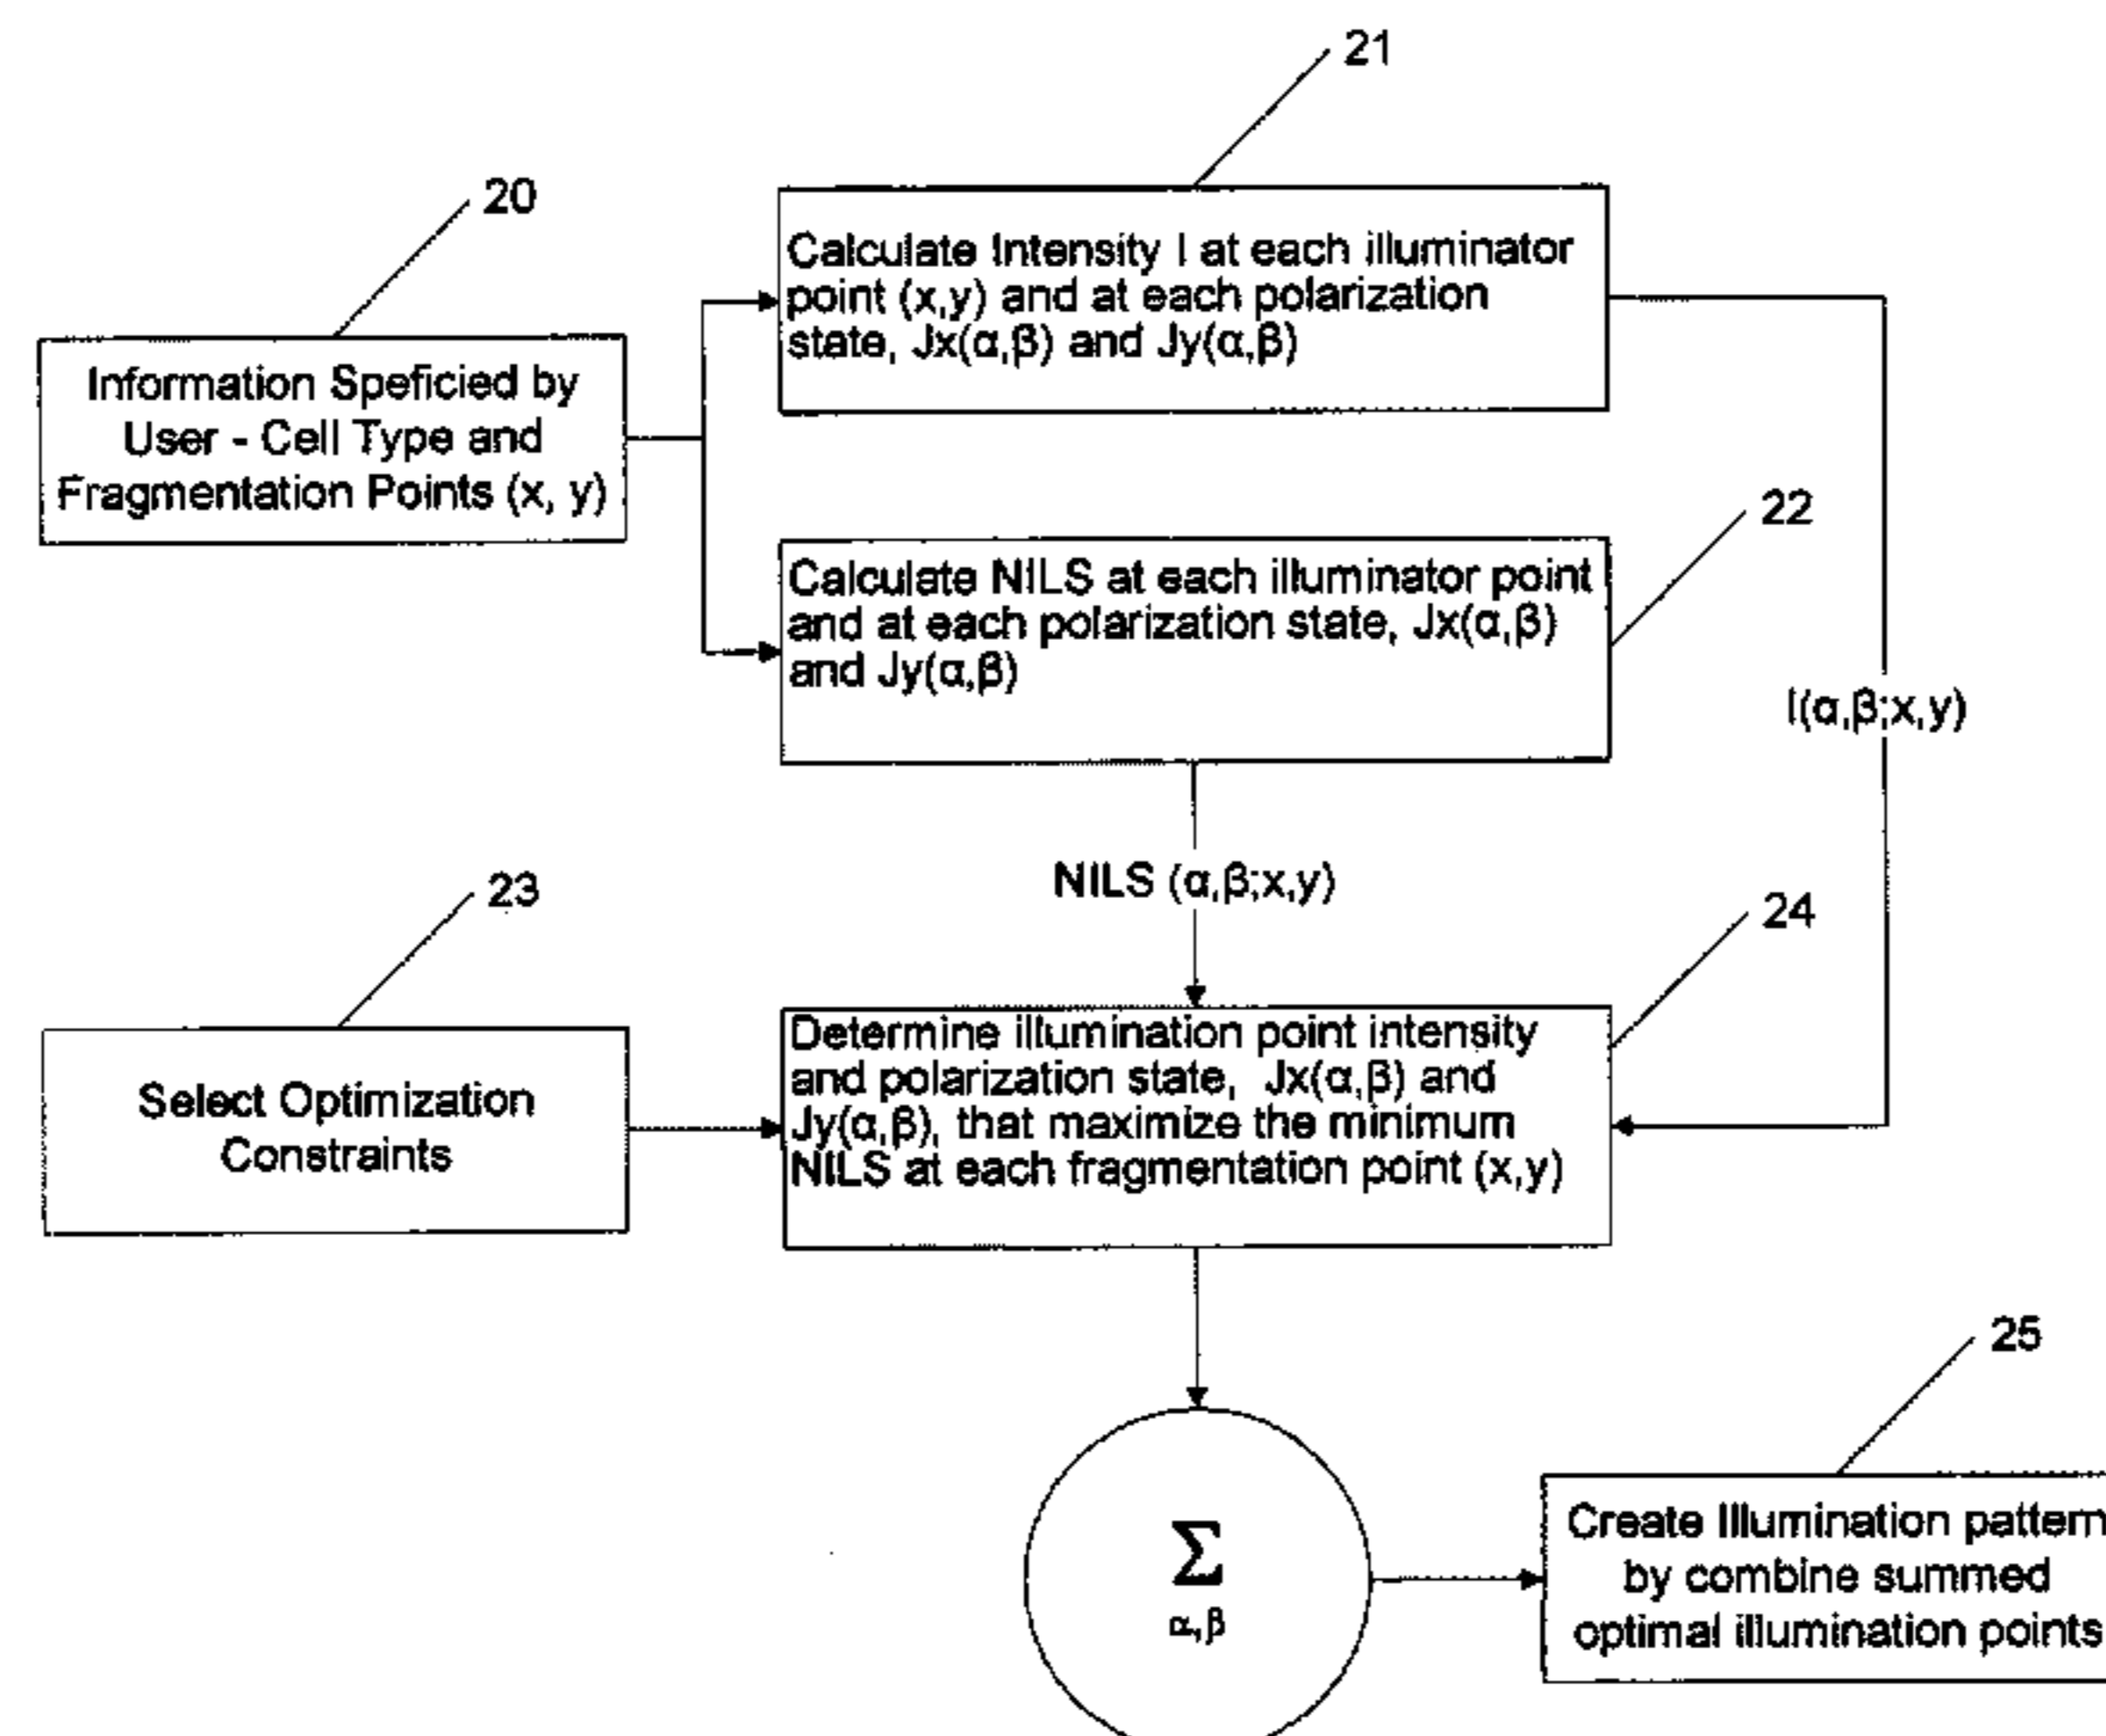 21
20
Calculate Intensity I at each illuminator
point (x,y) and at each polarization
state, Jx(α,β) and Jy(α,β)
Information Speficied by
User - Cell Type and
Fragmentation Points (x, y)
22
Calculate NILS at each illuminator point
and at each polarization state, Jx(α,β)
and Jy(α,β)
I(α,β;x,y)
NILS (α,β;x,y)
23
24
Select Optimization
Constraints
Determine illumination point intensity
and polarization state, Jx(α,β) and
Jy(α,β), that maximize the minimum
NILS at each fragmentation point (x,y)
25
Σ
α,β
Create Illumination pattern
by combine summed
optimal illumination points